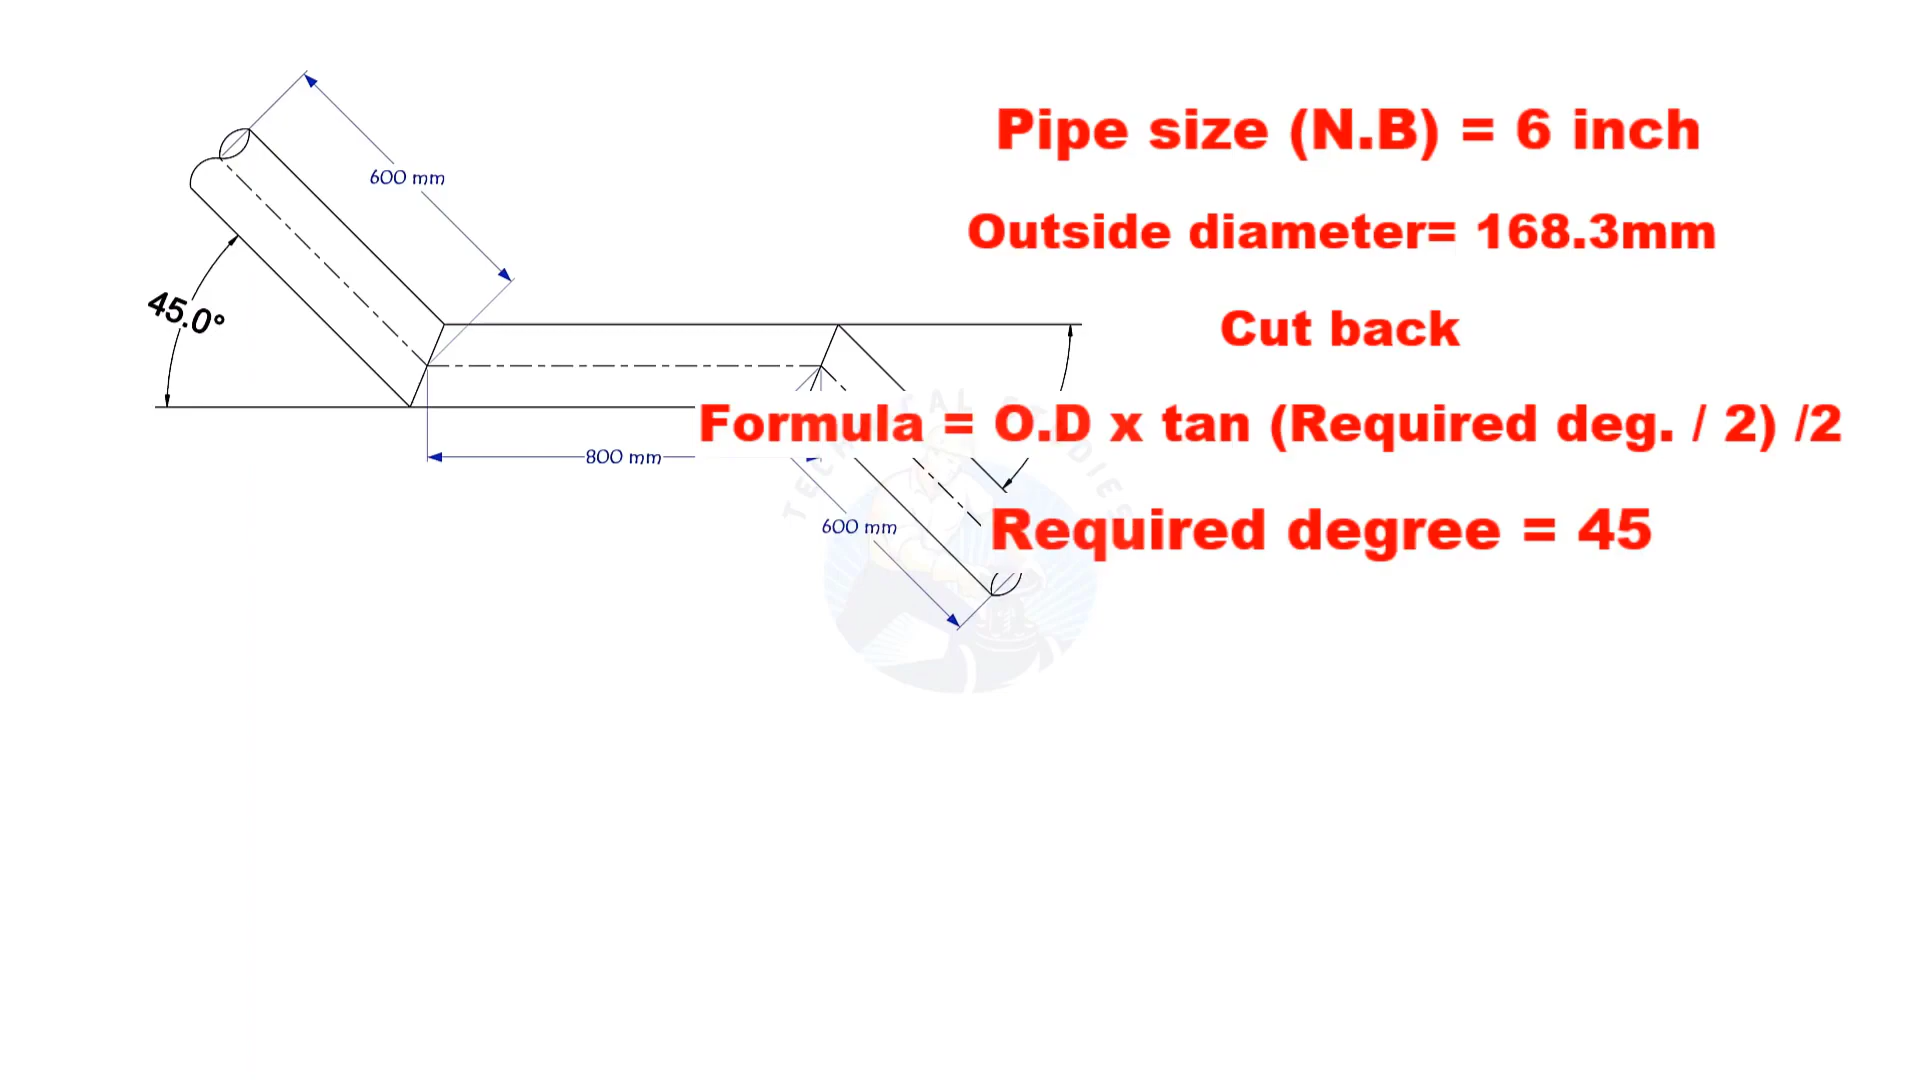 Pipe size (N.B) = 6 inch
600 mm
Outside diameter= 168.3mm
45.0°
Cut back
Formula = O.D x tan (Required deg. / 2) /2
800 mm
600 mm
Required degree = 45